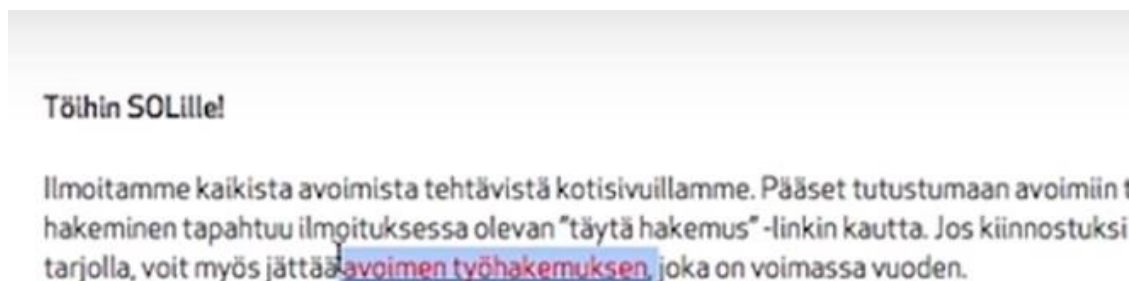 Töihin SOLille!
Ilmoitamme kaikista avoimista tehtävistä kotisivuillamme. Pääset tutustumaan avoimiin
hakeminen tapahtuu ilmoituksessa olevan "täytä hakemus" -linkin kautta. Jos kiinnostuksi
tarjolla, voit myös jättää avoimen työhakemuksen, joka on voimassa vuoden.